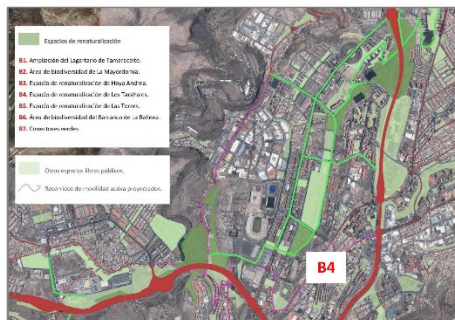 Espacios de renaturalización
B1. Ampliación del Lagartario de Tamaraceite.
B2. Área de biodiversidad de La Mayordomía.
B3. Espacio de renaturalización de Hoya Andrea.
B4. Espacio de renaturalización de Los Tarahales.
B5. Espacio de renaturalización de Las Torres.
B6. Área de biodiversidad del Barranco de La Ballena.
B7. Conectores verdes.
Otros espacios libres públicos.
Recorridos de movilidad activa proyectados.
B4